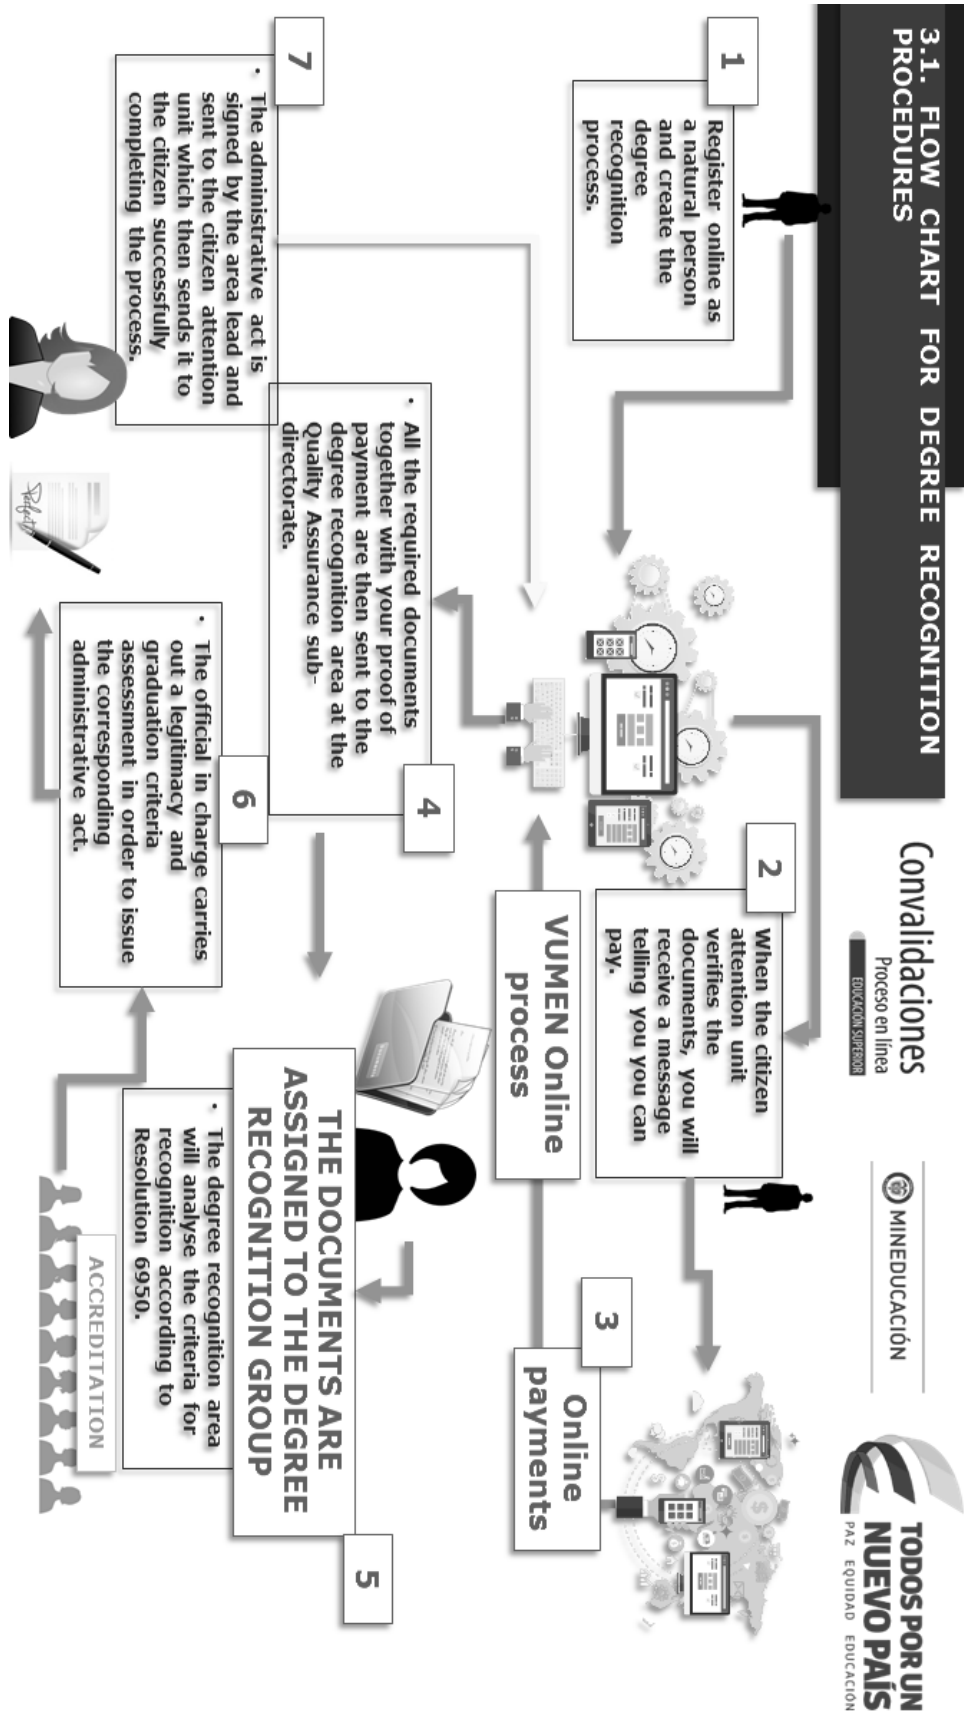 3.1. FLOW CHART FOR DEGREE RECOGNITION
PROCEDURES
Convalidaciones
Proceso en línea
EDUCACIÓN SUPERIOR
MINEDUCACIÓN
TODOS POR UN
NUEVO PAÍS
PAZ EQUIDAD EDUCACIÓN
1
Register online as
a natural person
and create the
degree
recognition
process.
2
When the citizen
attention unit
verifies the
documents, you will
receive a message
telling you you can
pay.
3
Online
payments
VUMEN Online
process
4
• All the required documents
together with your proof of
payment are then sent to the
degree recognition area at the
Quality Assurance sub-
directorate.
5
THE DOCUMENTS ARE
ASSIGNED TO THE DEGREE
RECOGNITION GROUP
• The degree recognition area
will analyse the criteria for
recognition according to
Resolution 6950.
ACCREDITATION
6
• The official in charge carries
out a legitimacy and
graduation criteria
assessment in order to issue
the corresponding
administrative act.
7
• The administrative act is
signed by the area lead and
sent to the citizen attention
unit which then sends it to
the citizen successfully
completing the process.
Perfect